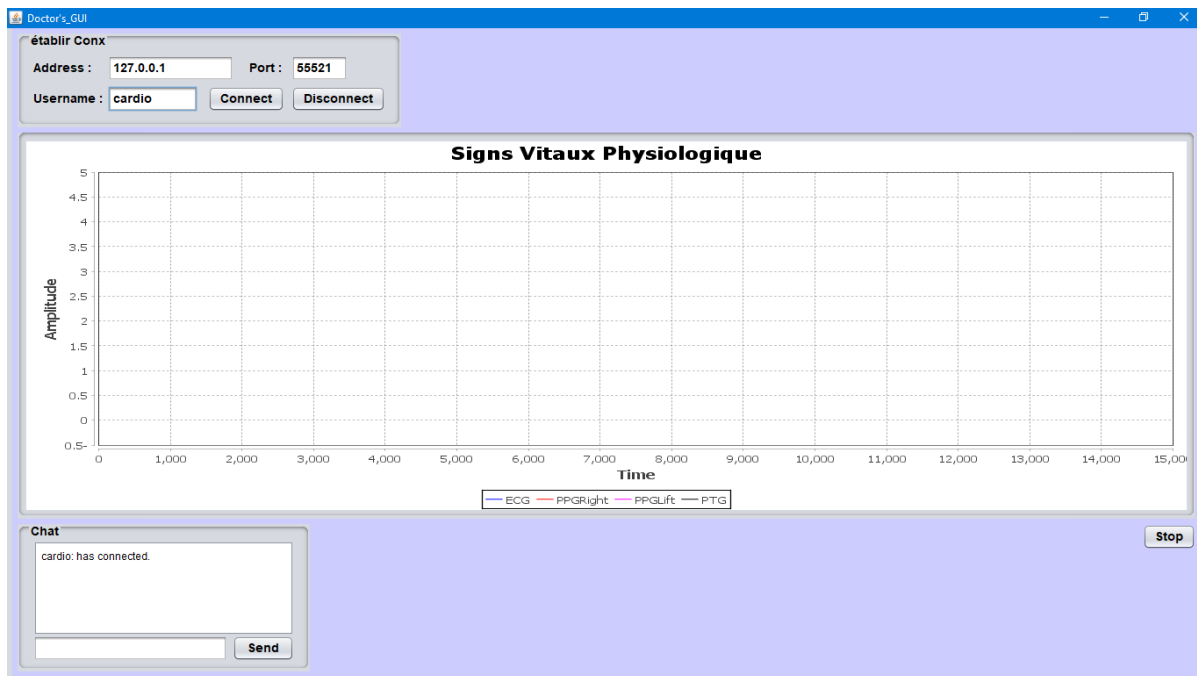 Doctor's_GUI
établir Conx
Address : 127.0.0.1 Port : 55521
Username : cardio Connect Disconnect
Signs Vitaux Physiologique
5
4.5
4
3.5
3
2.5
2
1.5
1
0.5
0
0.5-
Amplitude
0 1,000 2,000 3,000 4,000 5,000 6,000 7,000 8,000 9,000 10,000 11,000 12,000 13,000 14,000 15,00
Time
ECG PPGRight PPGLift PTG
Chat
Stop
cardio: has connected.
Send